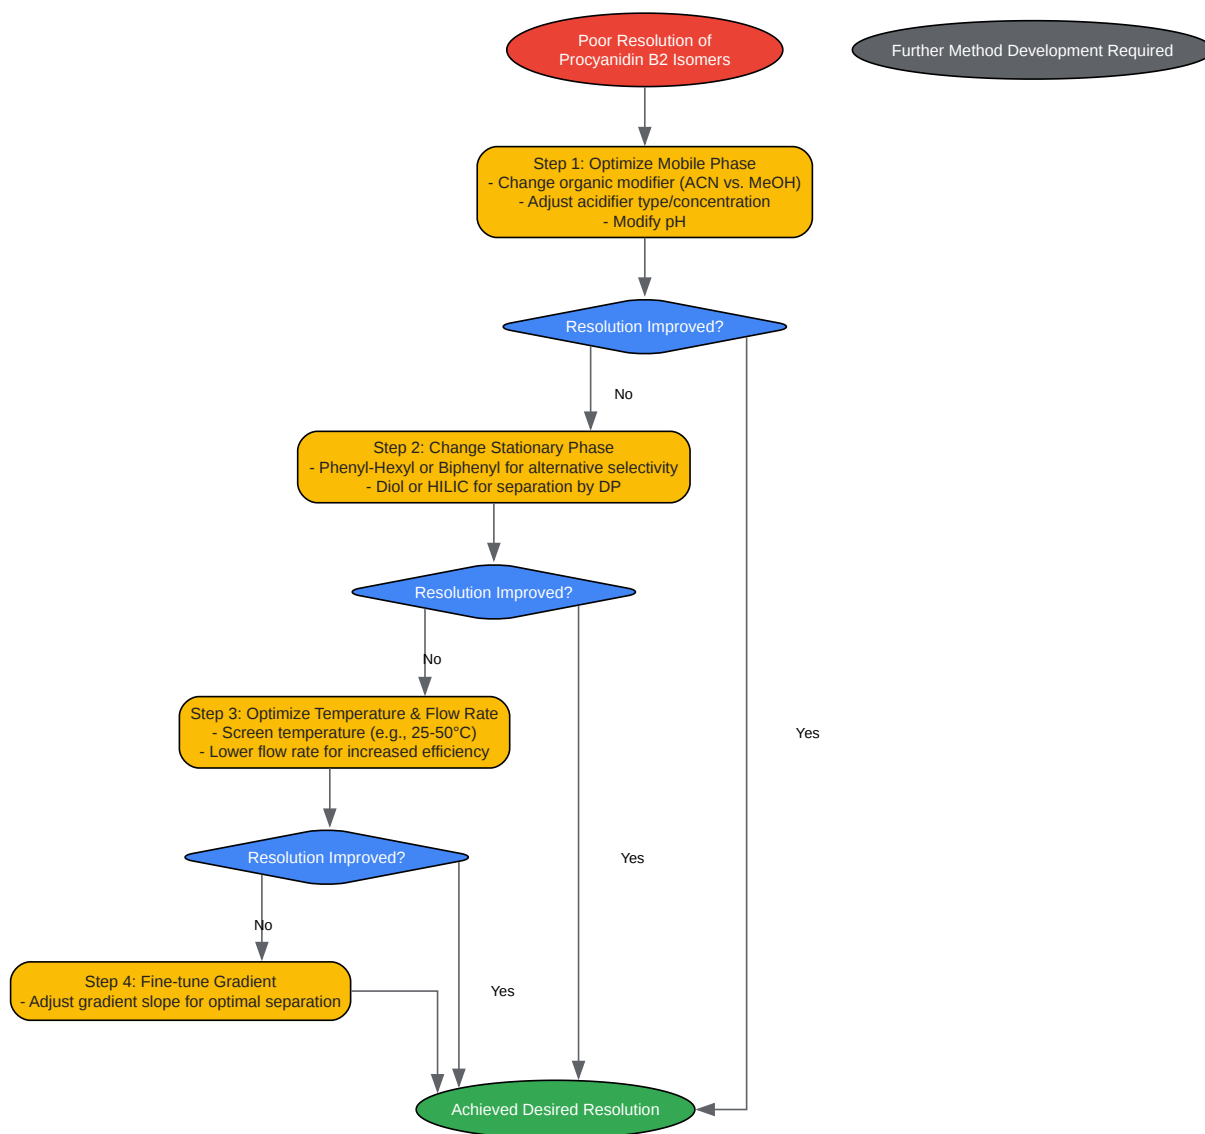 Poor Resolution of
Procyanidin B2 Isomers
Further Method Development Required
Step 1: Optimize Mobile Phase
- Change organic modifier (ACN vs. MeOH)
- Adjust acidifier type/concentration
- Modify pH
Resolution Improved?
No
Step 2: Change Stationary Phase
- Phenyl-Hexyl or Biphenyl for alternative selectivity
- Diol or HILIC for separation by DP
Resolution Improved?
No
Step 3: Optimize Temperature & Flow Rate
- Screen temperature (e.g., 25-50°C)
- Lower flow rate for increased efficiency
Yes
Resolution Improved?
Yes
No
Step 4: Fine-tune Gradient
- Adjust gradient slope for optimal separation
Yes
Achieved Desired Resolution